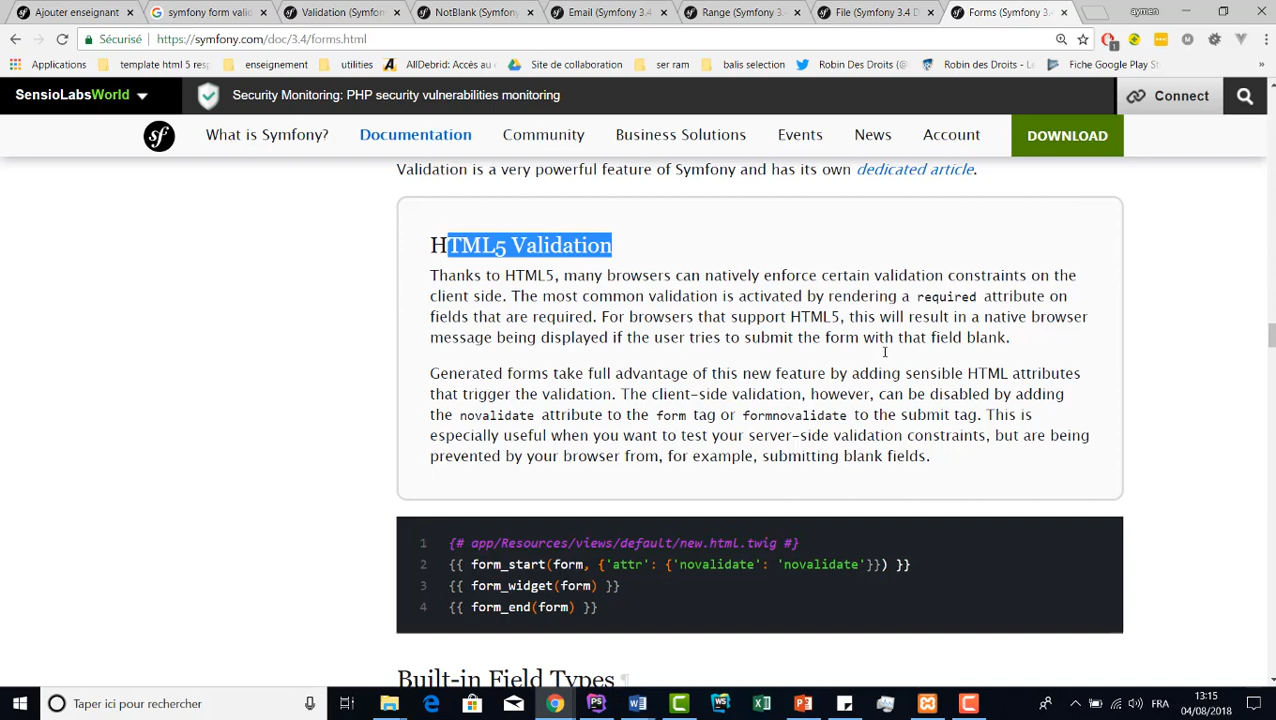 Ajouter enseignant
symfony form vali
Validation (Symfon
NotBlank (Symfony
Email (Symfony 3.4
Range (Symfony 3.4
File (Symfony 3.4 D
Forms (Symfony 3.4
aymen
Sécurisé
https://symfony.com/doc/3.4/forms.html
1
Applications
template html 5 resp
enseignement
utilities
AllDebrid: Accès au c
Site de collaboration
ser ram
balis selection
Robin Des Droits (@
Robin des Droits - Le
Fiche Google Play St
»
SensioLabsWorld
Security Monitoring: PHP security vulnerabilities monitoring
Connect
sf
What is Symfony?
Documentation
Community
Business Solutions
Events
News
Account
DOWNLOAD
Validation is a very powerful feature of Symfony and has its own dedicated article.
HTML5 Validation
Thanks to HTML5, many browsers can natively enforce certain validation constraints on the
client side. The most common validation is activated by rendering a required attribute on
fields that are required. For browsers that support HTML5, this will result in a native browser
message being displayed if the user tries to submit the form with that field blank.
Generated forms take full advantage of this new feature by adding sensible HTML attributes
that trigger the validation. The client-side validation, however, can be disabled by adding
the novalidate attribute to the form tag or formnovalidate to the submit tag. This is
especially useful when you want to test your server-side validation constraints, but are being
prevented by your browser from, for example, submitting blank fields.
1 {# app/Resources/views/default/new.html.twig #}
2 {{ form_start(form, {'attr': {'novalidate': 'novalidate'}}) }}
3 {{ form_widget(form) }}
4 {{ form_end(form) }}
Built-in Field Types ¶
Taper ici pour rechercher
FRA
13:15
04/08/2018